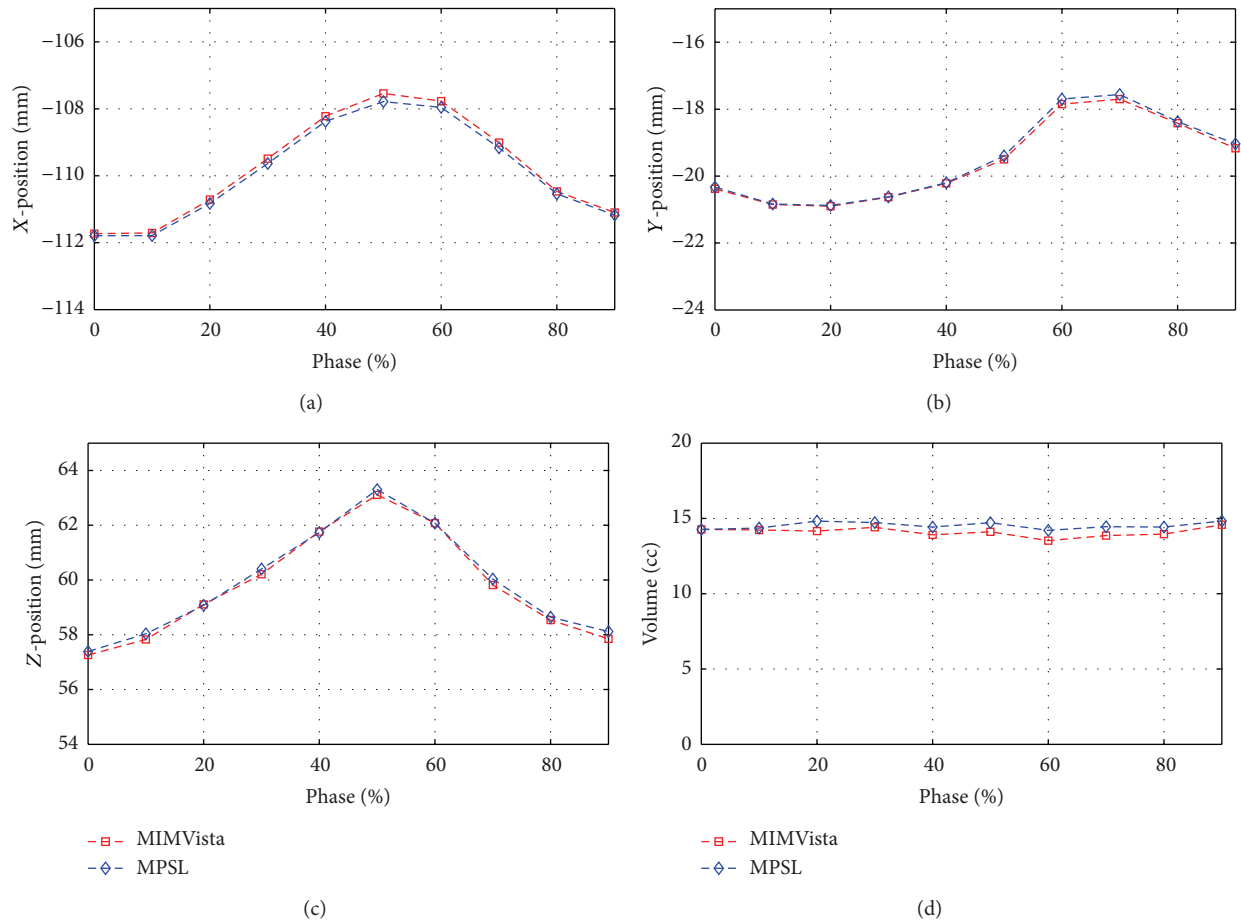 −106
−108
−110
−112
−114
X-position (mm)
0
20
40
60
80
Phase (%)
(a)
−16
−18
−20
−22
−24
Y-position (mm)
0
20
40
60
80
Phase (%)
(b)
64
62
60
58
56
54
Z-position (mm)
0
20
40
60
80
Phase (%)
MIMVista
MPSL
(c)
20
15
10
5
0
Volume (cc)
0
20
40
60
80
Phase (%)
MIMVista
MPSL
(d)